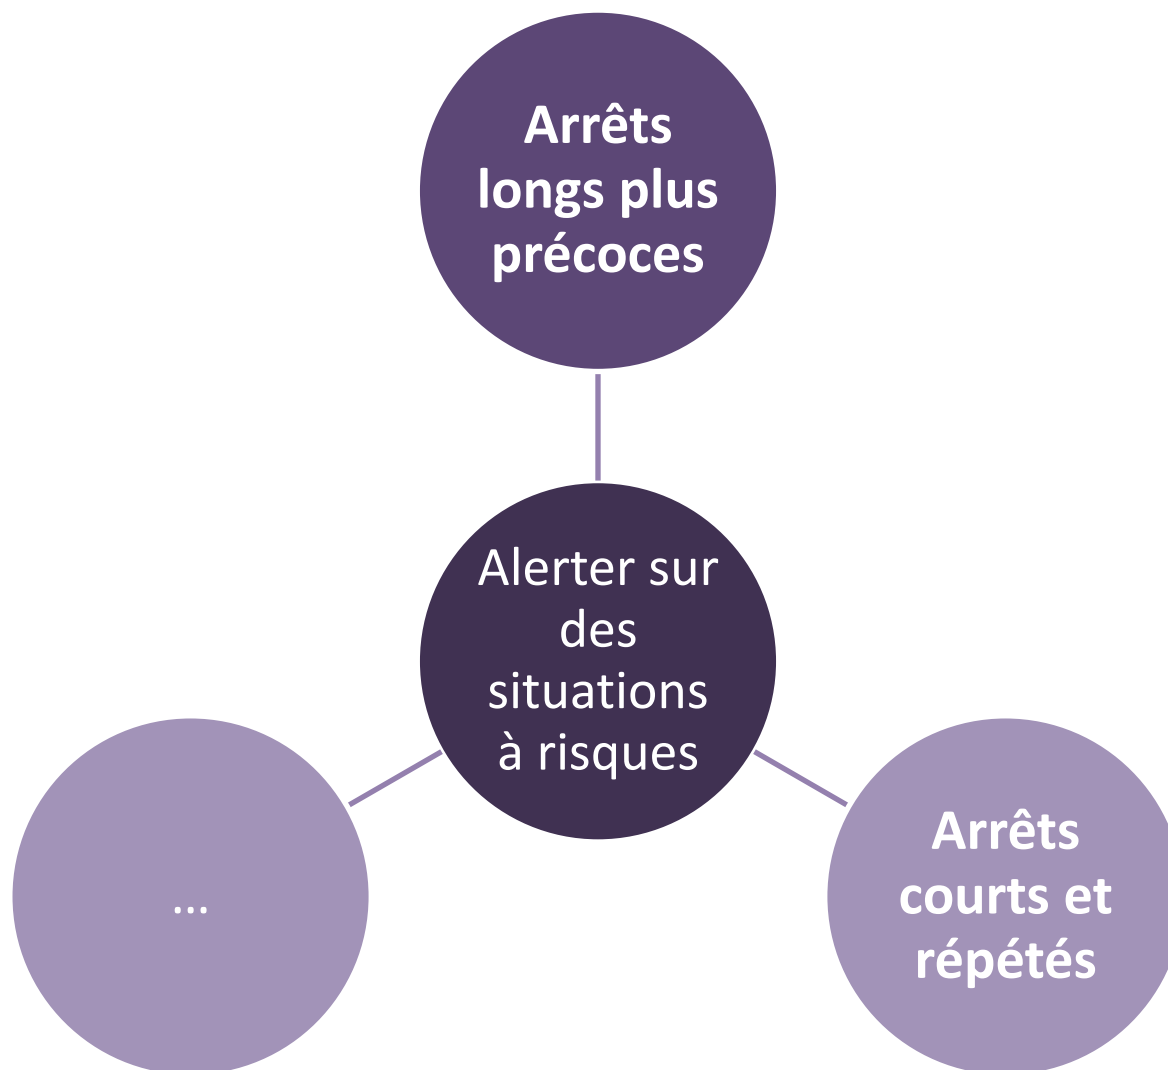 Arrêts
longs plus
précoces
Alerter sur
des
situations
à risques
...
Arrêts
courts et
répétés